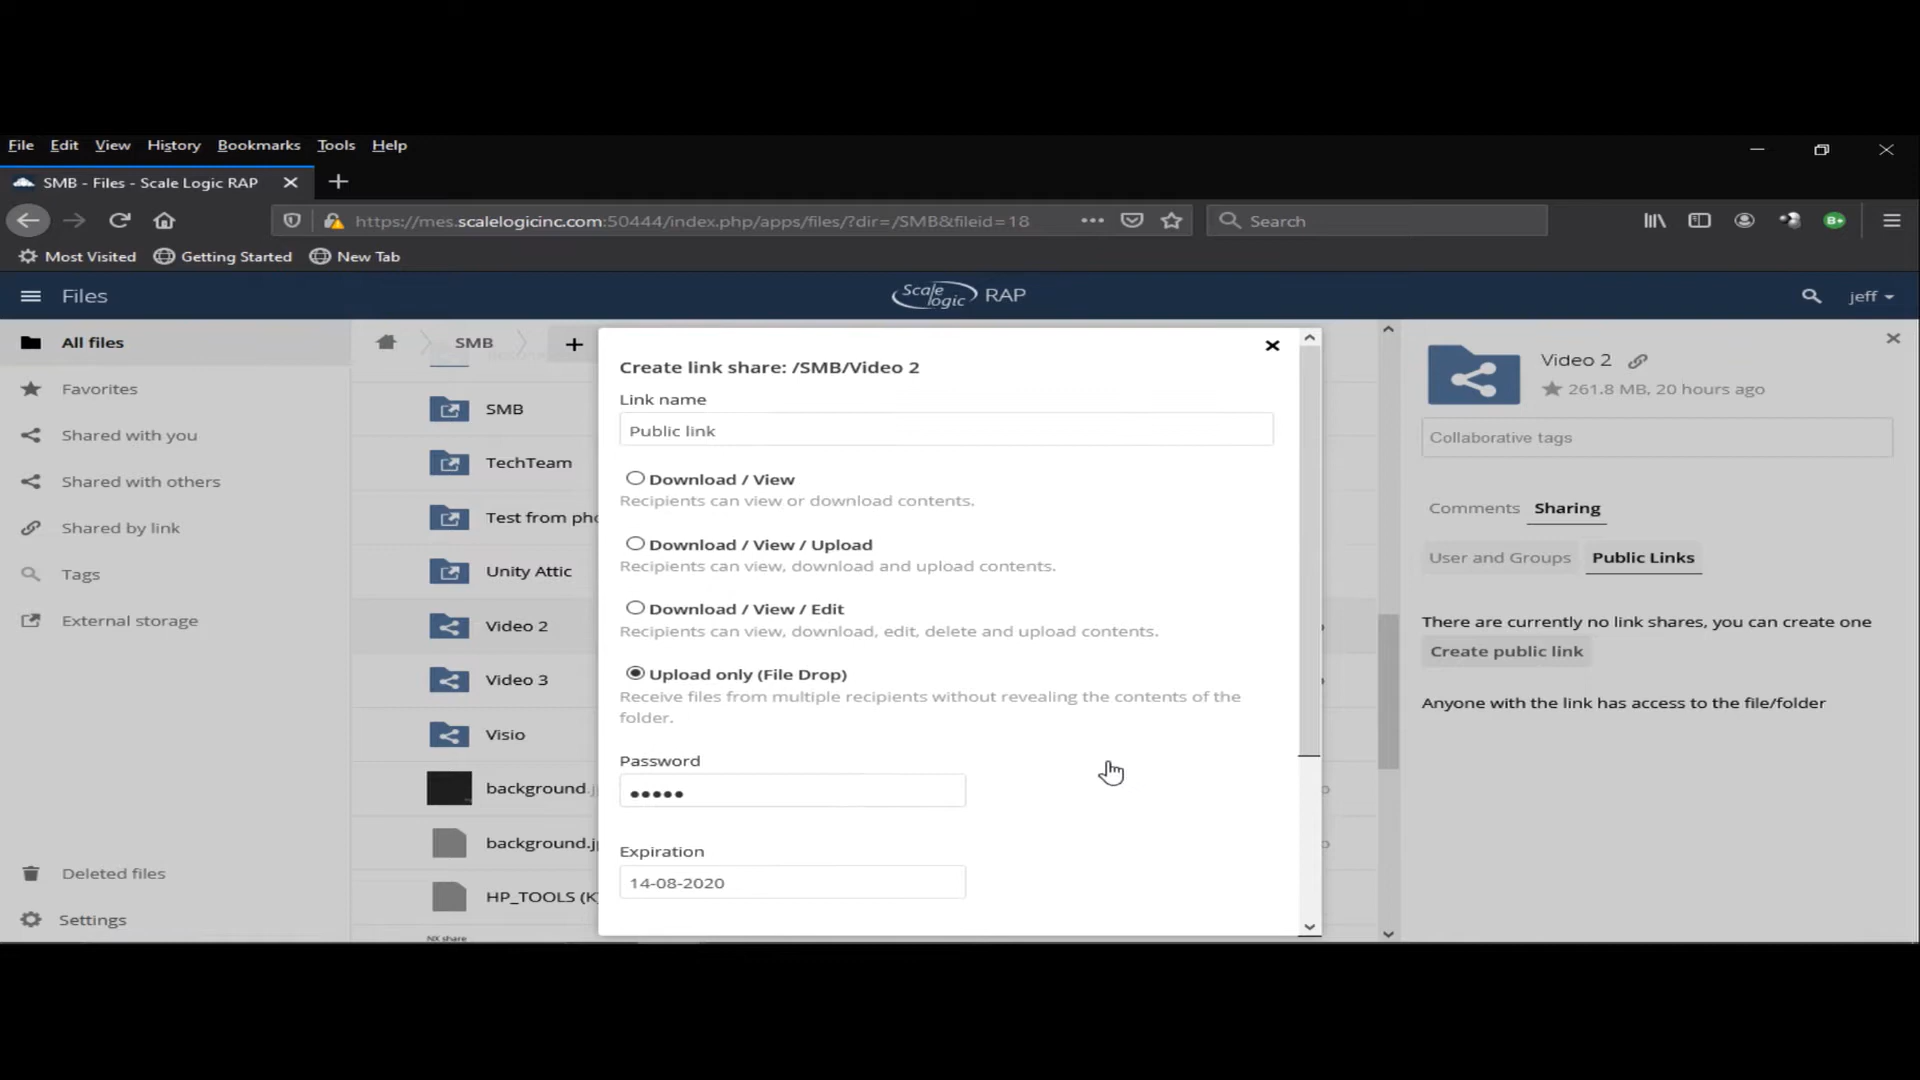 File Edit View History Bookmarks Tools Help
SMB - Files - Scale Logic RAP
https://mes.scalelogicinc.com:50444/index.php/apps/files/?dir=/SMB&fileid=18
Search
B+
Most Visited Getting Started New Tab
Files
Scale logic RAP
jeff
All files
Favorites
Shared with you
Shared with others
Shared by link
Tags
External storage
Deleted files
Settings
SMB
+
SMB
TechTeam
Test from pho
Unity Attic
Video 2
Video 3
Visio
background.j
background.j
HP_TOOLS (K
NX share
Create link share: /SMB/Video 2
Link name
Public link
Download / View
Recipients can view or download contents.
Download / View / Upload
Recipients can view, download and upload contents.
Download / View / Edit
Recipients can view, download, edit, delete and upload contents.
Upload only (File Drop)
Receive files from multiple recipients without revealing the contents of the
folder.
Password
•••••
Expiration
14-08-2020
Video 2
261.8 MB, 20 hours ago
Collaborative tags
Comments Sharing
User and Groups Public Links
There are currently no link shares, you can create one
Create public link
Anyone with the link has access to the file/folder